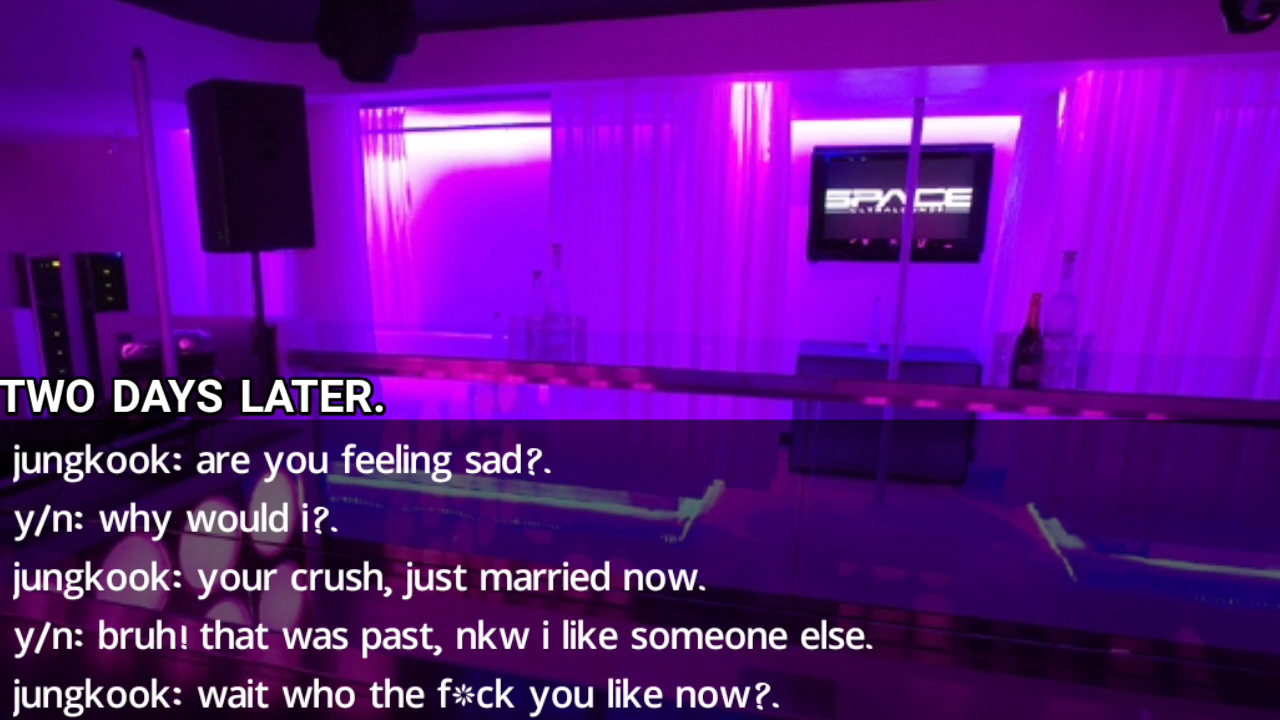 SPACE
TWO DAYS LATER.
jungkook: are you feeling sad?.
y/n: why would i?.
jungkook: your crush, just married now.
y/n: bruh! that was past, nkw i like someone else.
jungkook: wait who the f*ck you like now?.